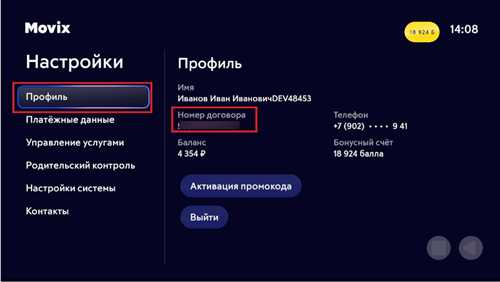 Movix
18 924 Б
14:08
Настройки
Профиль
Платёжные данные
Управление услугами
Родительский контроль
Настройки системы
Контакты
Профиль
Имя
Иванов Иван ИвановичDEV48453
Номер договора
Телефон
+7 (902) • • • • 9 41
Баланс
Бонусный счёт
4 354 ₽
18 924 балла
Активация промокода
Выйти